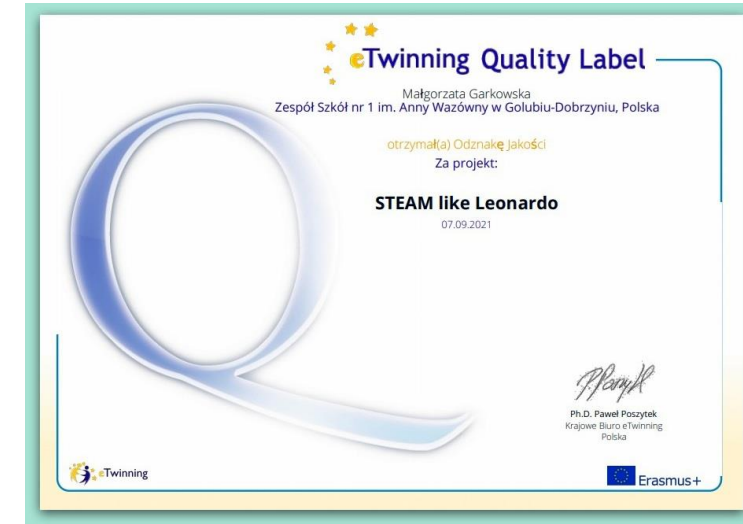 eTwinning Quality Label
Małgorzata Garkowska
Zespół Szkół nr 1 im. Anny Wazówny w Golubiu-Dobrzyniu, Polska
otrzymał(a) Odznakę Jakości
Za projekt:
STEAM like Leonardo
07.09.2021
Ph.D. Paweł Poszytek
Krajowe Biuro eTwinning
Polska
eTwinning
Erasmus+